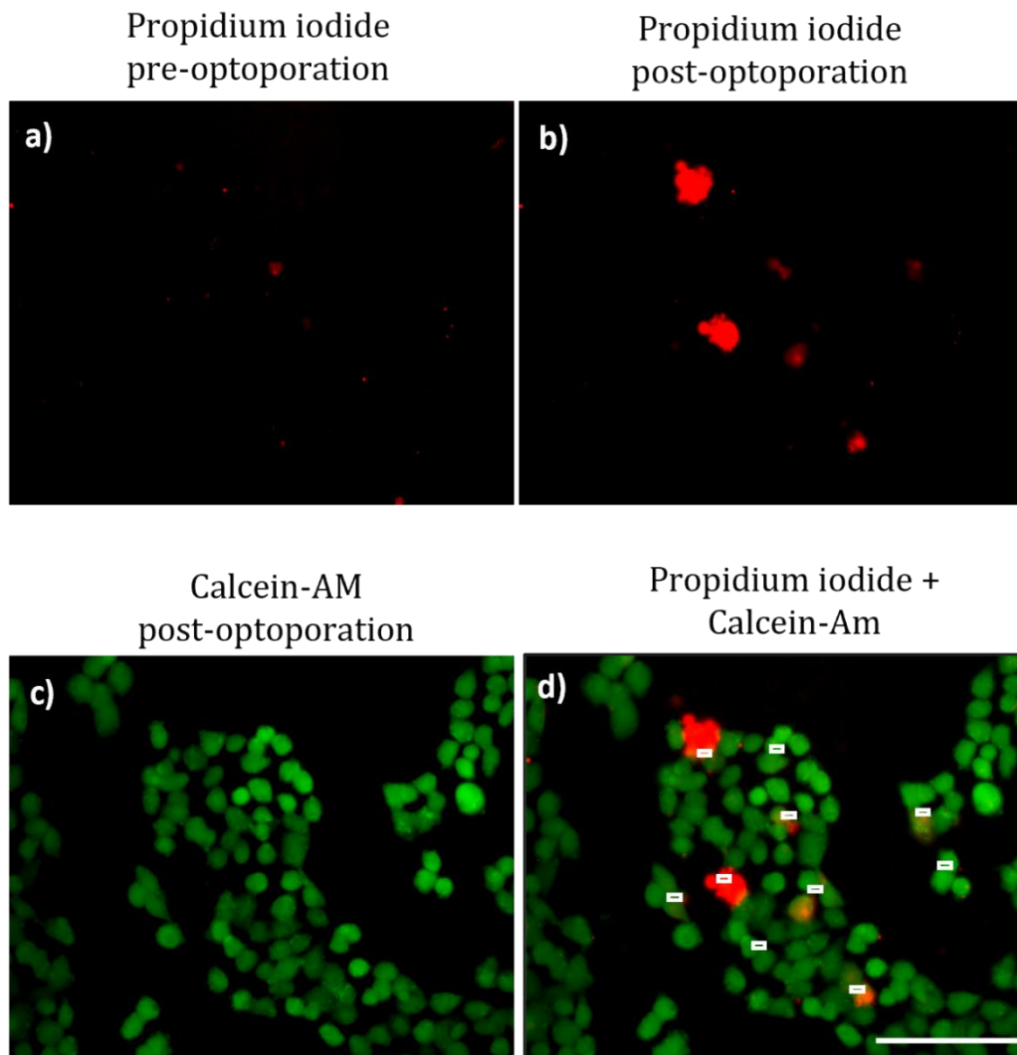 Propidium iodide
pre-optoporation
Propidium iodide
post-optoporation
a)
b)
Calcein-AM
post-optoporation
Propidium iodide +
Calcein-Am
c)
d)